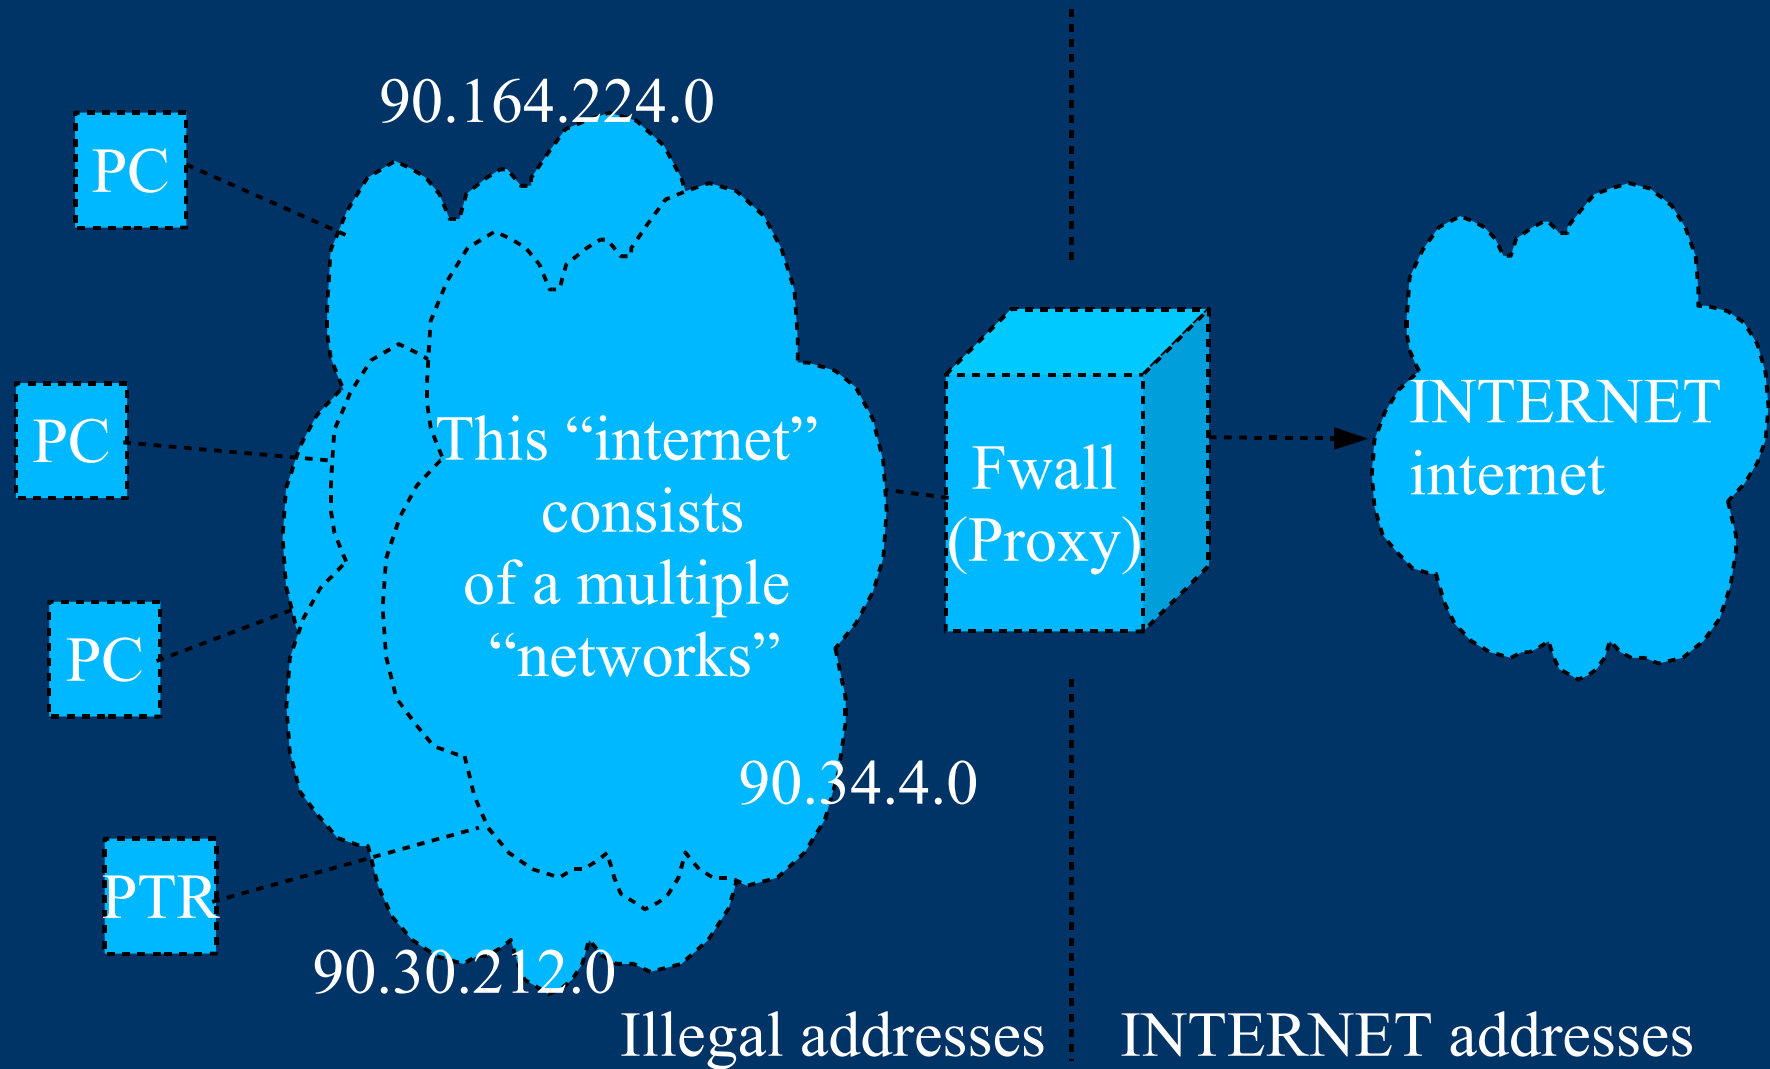 90.164.224.0
PC
PC
PC
PTR
This “internet”
consists
of a multiple
“networks”
90.34.4.0
90.30.212.0
Fwall
(Proxy)
INTERNET
internet
Illegal addresses
INTERNET addresses